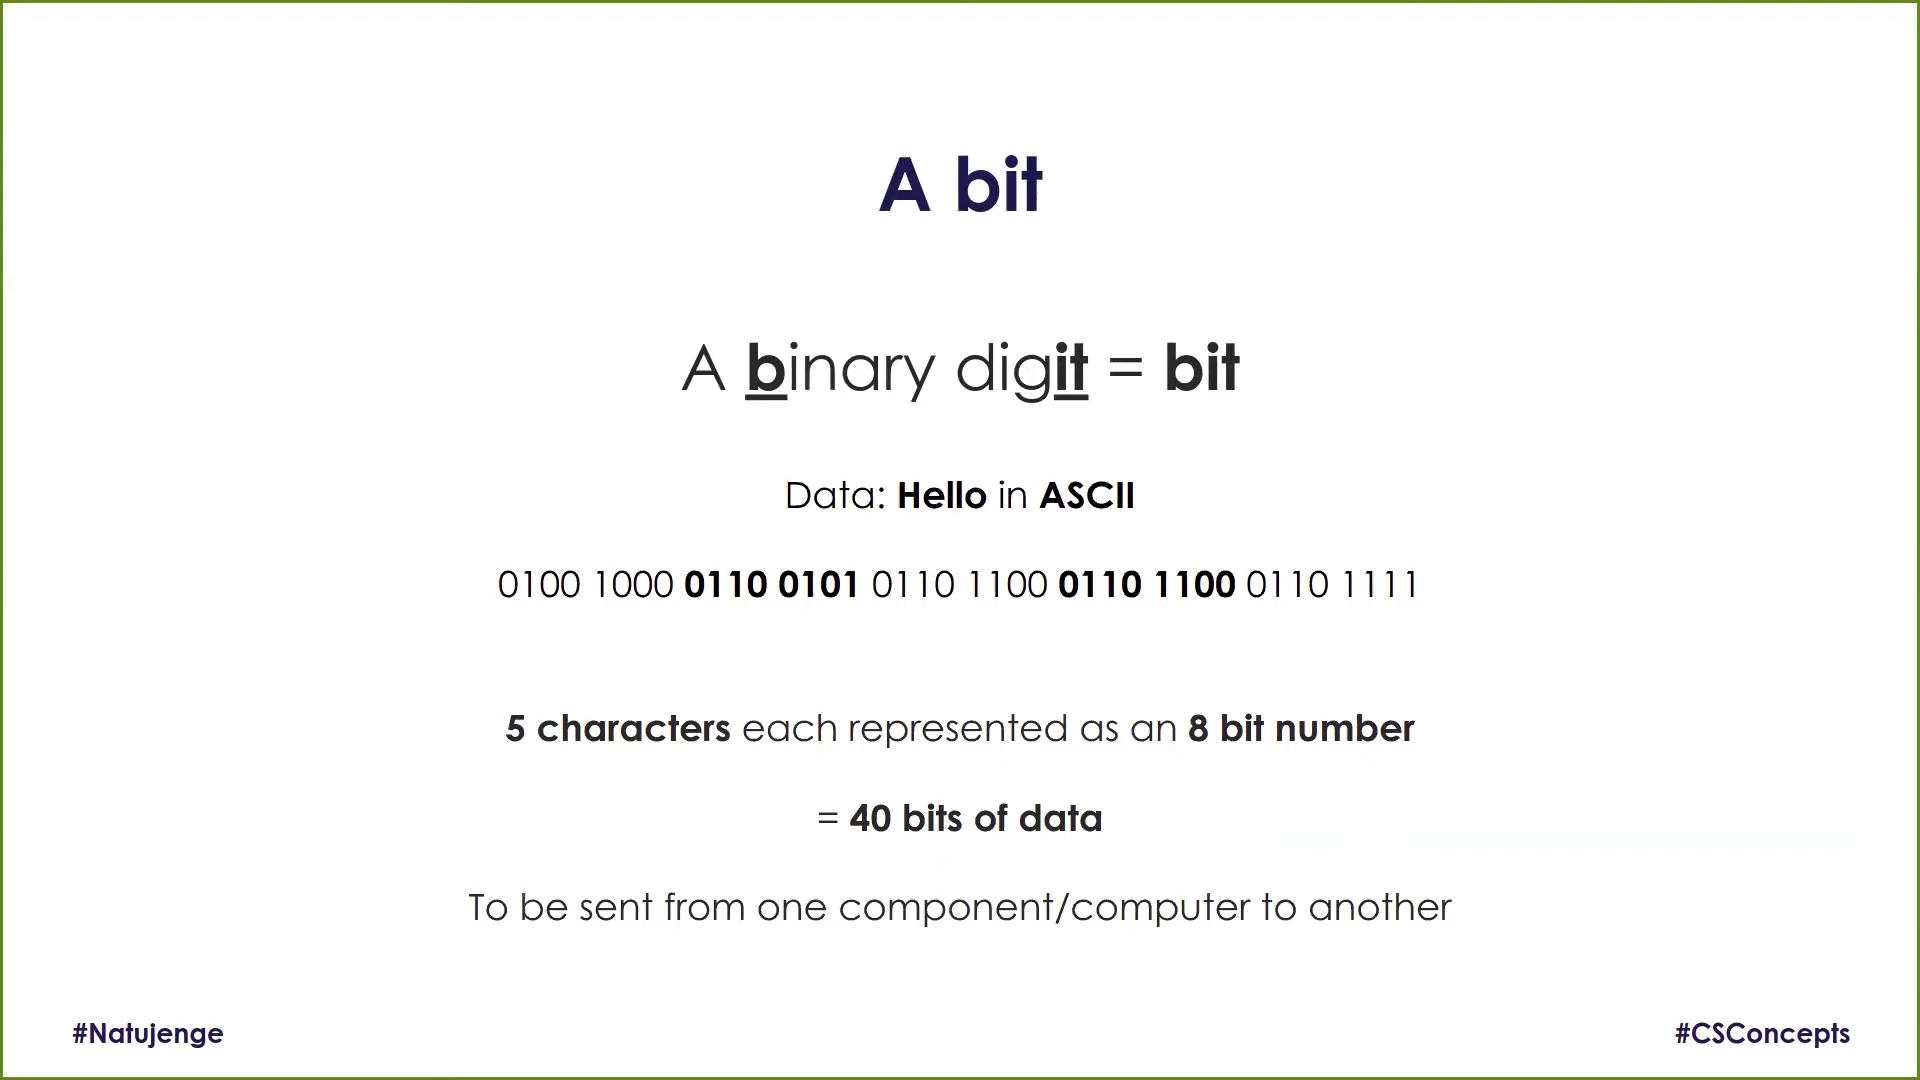 A bit
A binary digit = bit
Data: Hello in ASCII
0100 1000 0110 0101 0110 1100 0110 1100 0110 1111
5 characters each represented as an 8 bit number
= 40 bits of data
To be sent from one component/computer to another
#Natujenge
#CSConcepts